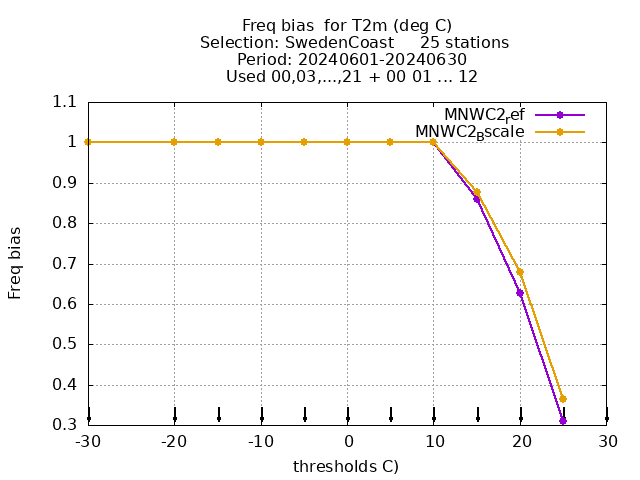 Freq bias  for T2m (deg C)
Selection: SwedenCoast     25 stations
Period: 20240601-20240630
Used 00,03,...,21 + 00 01 ... 12
MNWC2ref
MNWC2Bscale
1.1
1
0.9
0.8
0.7
0.6
0.5
0.4
0.3
Freq bias
-30
-20
-10
0
10
20
30
thresholds C)